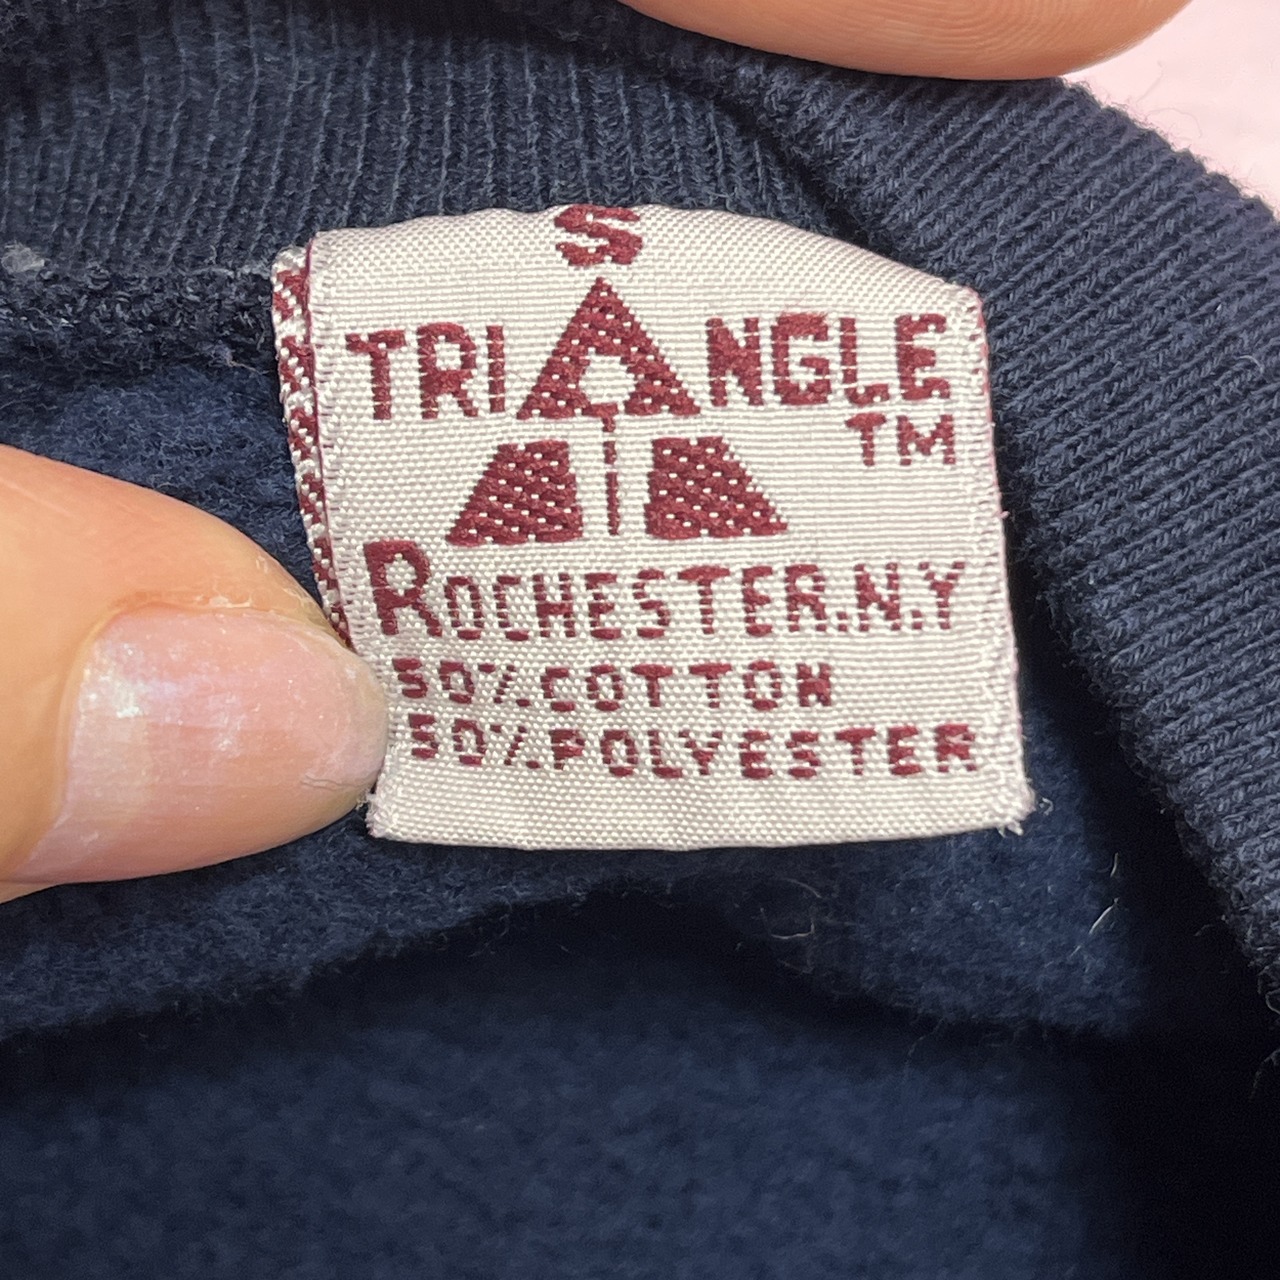 S
TRIANGLE
TM
ROCHESTER.N.Y
50%COTTON
50%POLYESTER